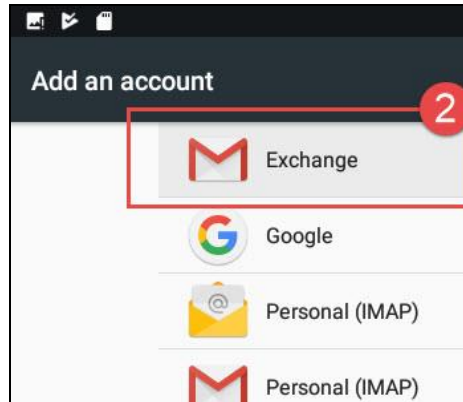 Add an account
2
Exchange
Google
Personal (IMAP)
Personal (IMAP)